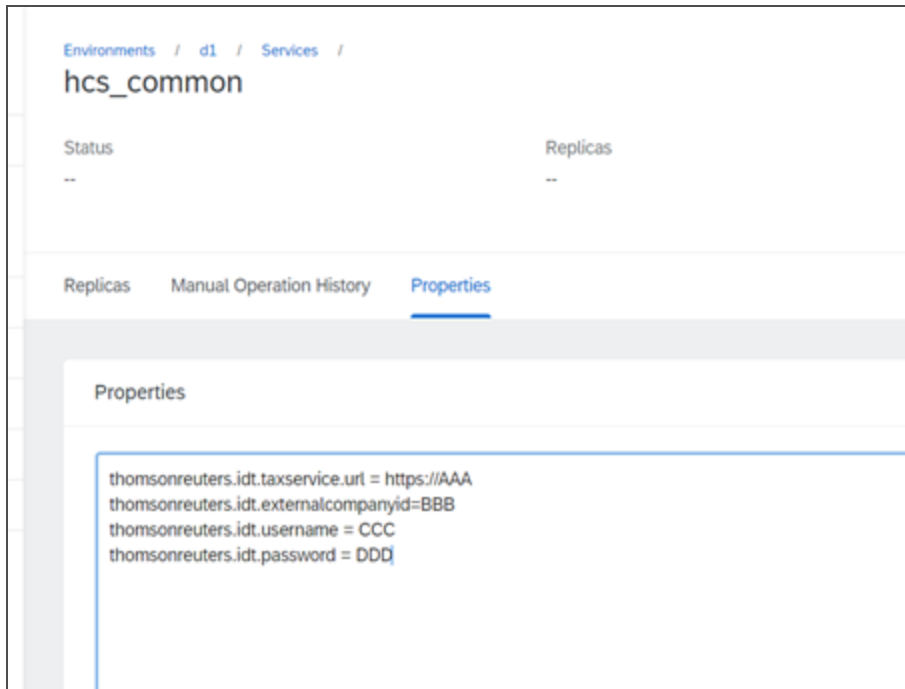 Environments / d1 / Services /
hcs_common
Status
Replicas
--
--
Replicas Manual Operation History Properties
Properties
thomsonreuters.idt.taxservice.url = https://AAA
thomsonreuters.idt.externalcompanyid=BBB
thomsonreuters.idt.username = CCC
thomsonreuters.idt.password = DDD